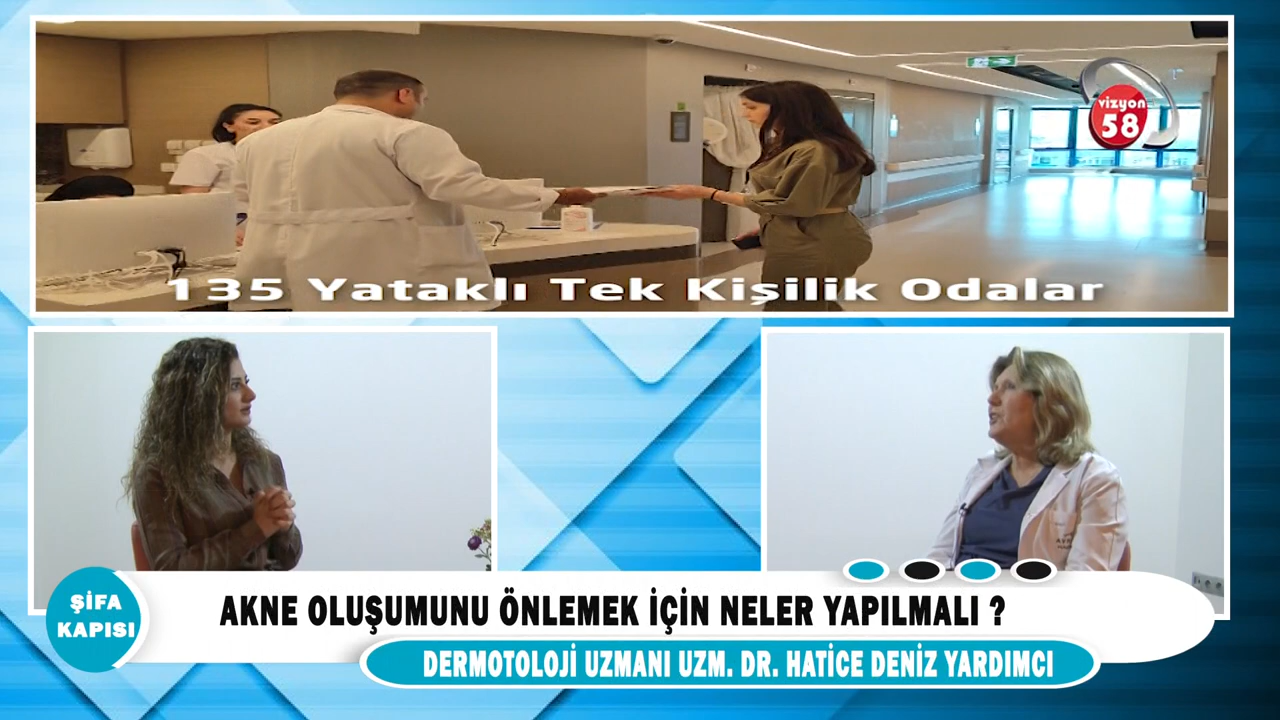 vizyon
58
135 Yataklı Tek Kişilik Odalar
ŞİFA
KAPISI
AKNE OLUŞUMUNU ÖNLEMEK İÇİN NELER YAPILMALI ?
DERMOTOLOJİ UZMANI UZM. DR. HATİCE DENİZ YARDIMCI